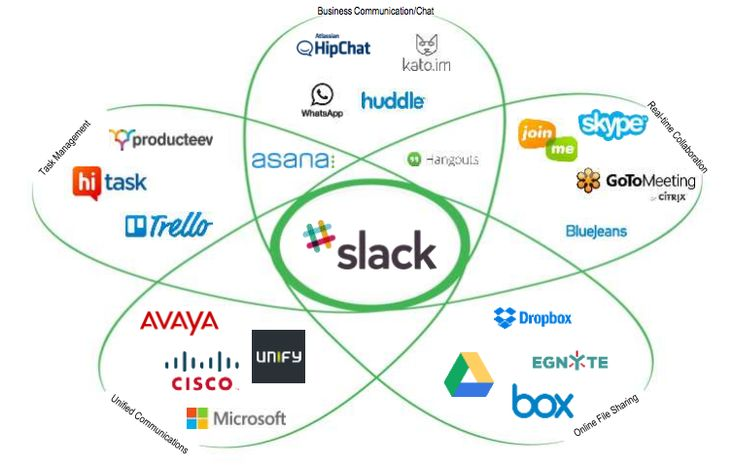 Business Communication/Chat
Atlassian
HipChat
kato.im
WhatsApp
huddle
asana:
Hangouts
Task Management
producteev
hi task
Trello
Real-time Collaboration
join me
skype
GoToMeeting
by CITRIX
BlueJeans
slack
AVAYA
CISCO
UNIFY
Microsoft
Unified Communications
Dropbox
EGNYTE
box
Online File Sharing